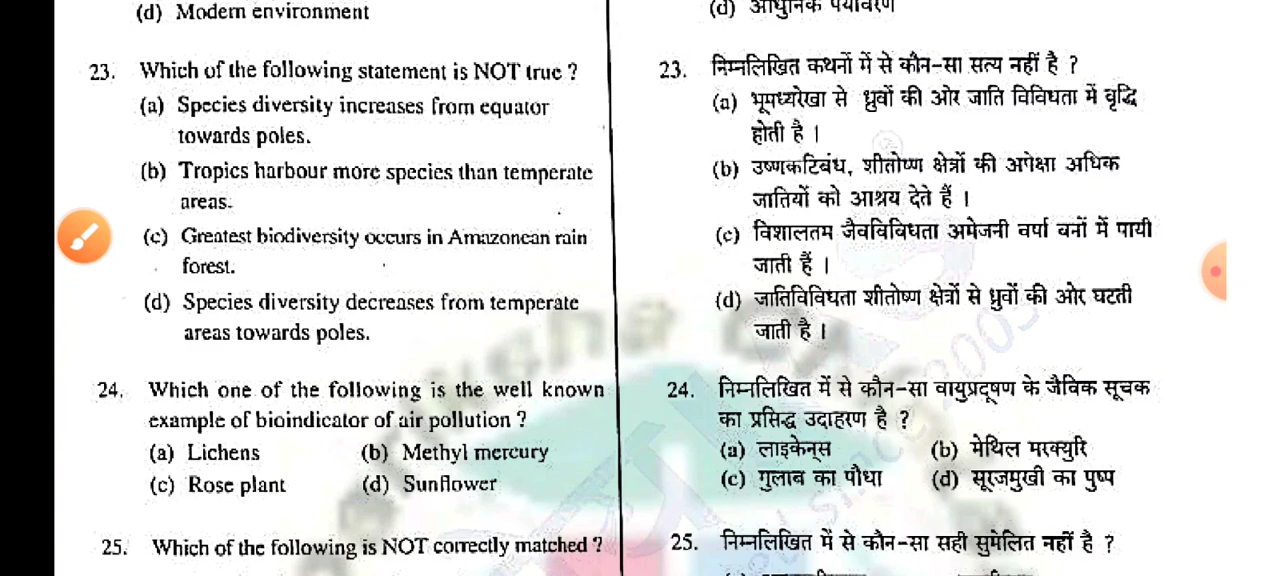 (d) Modern environment
23. Which of the following statement is NOT true ?
(a) Species diversity increases from equator
towards poles.
(b) Tropics harbour more species than temperate
areas.
(c) Greatest biodiversity occurs in Amazonean rain
forest.
(d) Species diversity decreases from temperate
areas towards poles.
24. Which one of the following is the well known
example of bioindicator of air pollution ?
(a) Lichens (b) Methyl mercury
(c) Rose plant (d) Sunflower
25. Which of the following is NOT correctly matched ?
(d) आधुनिक पर्यावरण
23. निम्नलिखित कथनों में से कौन-सा सत्य नहीं है ?
(a) भूमध्यरेखा से ध्रुवों की ओर जाति विविधता में वृद्धि
होती है ।
(b) उष्णकटिबंध, शीतोष्ण क्षेत्रों की अपेक्षा अधिक
जातियों को आश्रय देते हैं ।
(c) विशालतम जैवविविधता अमेजनी वर्षा वनों में पायी
जाती हैं ।
(d) जातिविविधता शीतोष्ण क्षेत्रों से ध्रुवों की ओर घटती
जाती है ।
24. निम्नलिखित में से कौन-सा वायुप्रदूषण के जैविक सूचक
का प्रसिद्ध उदाहरण है ?
(a) लाइकेन्स (b) मेथिल मरक्युरि
(c) गुलाब का पौधा (d) सूरजमुखी का पुष्प
25. निम्नलिखित में से कौन-सा सही सुमेलित नहीं है ?